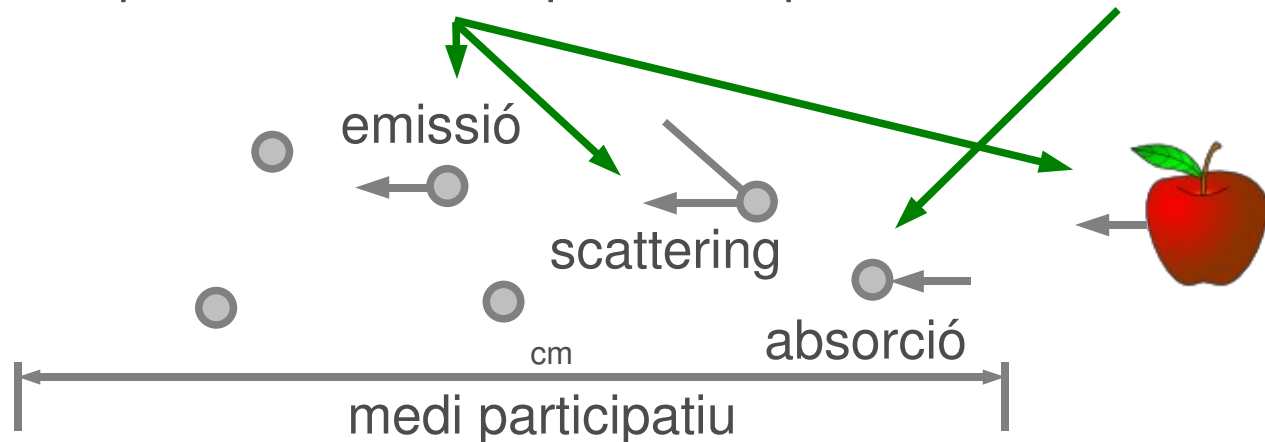 emissió
scattering
absorció
cm
medi participatiu